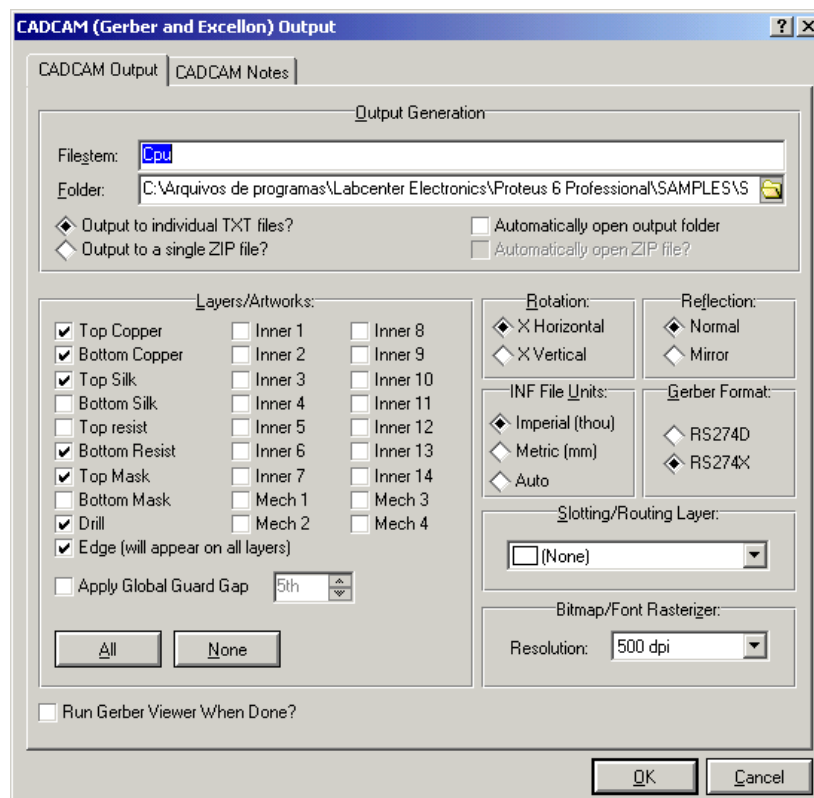 CADCAM (Gerber and Excellon) Output
CADCAM Output
CADCAM Notes
Output Generation
Filestem:
Cpu
Folder:
C:\Arquivos de programas\Labcenter Electronics\Proteus 6 Professional\SAMPLES\S
Output to individual TXT files?
Automatically open output folder
Output to a single ZIP file?
Automatically open ZIP file?
Layers/Artworks:
Top Copper
Inner 1
Inner 8
Bottom Copper
Inner 2
Inner 9
Top Silk
Inner 3
Inner 10
Bottom Silk
Inner 4
Inner 11
Top resist
Inner 5
Inner 12
Bottom Resist
Inner 6
Inner 13
Top Mask
Inner 7
Inner 14
Bottom Mask
Mech 1
Mech 3
Drill
Mech 2
Mech 4
Edge (will appear on all layers)
Apply Global Guard Gap
5th
All
None
Rotation:
X Horizontal
X Vertical
Reflection:
Normal
Mirror
INF File Units:
Imperial (thou)
Metric (mm)
Auto
Gerber Format:
RS274D
RS274X
Slotting/Routing Layer:
(None)
Bitmap/Font Rasterizer:
Resolution:
500 dpi
Run Gerber Viewer When Done?
OK
Cancel